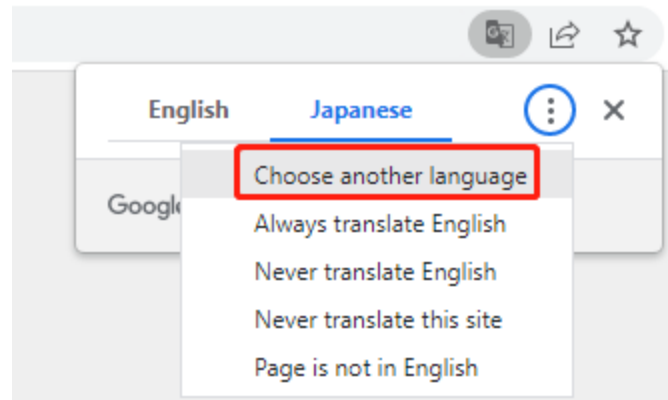 English Japanese
Choose another language
Google
Always translate English
Never translate English
Never translate this site
Page is not in English